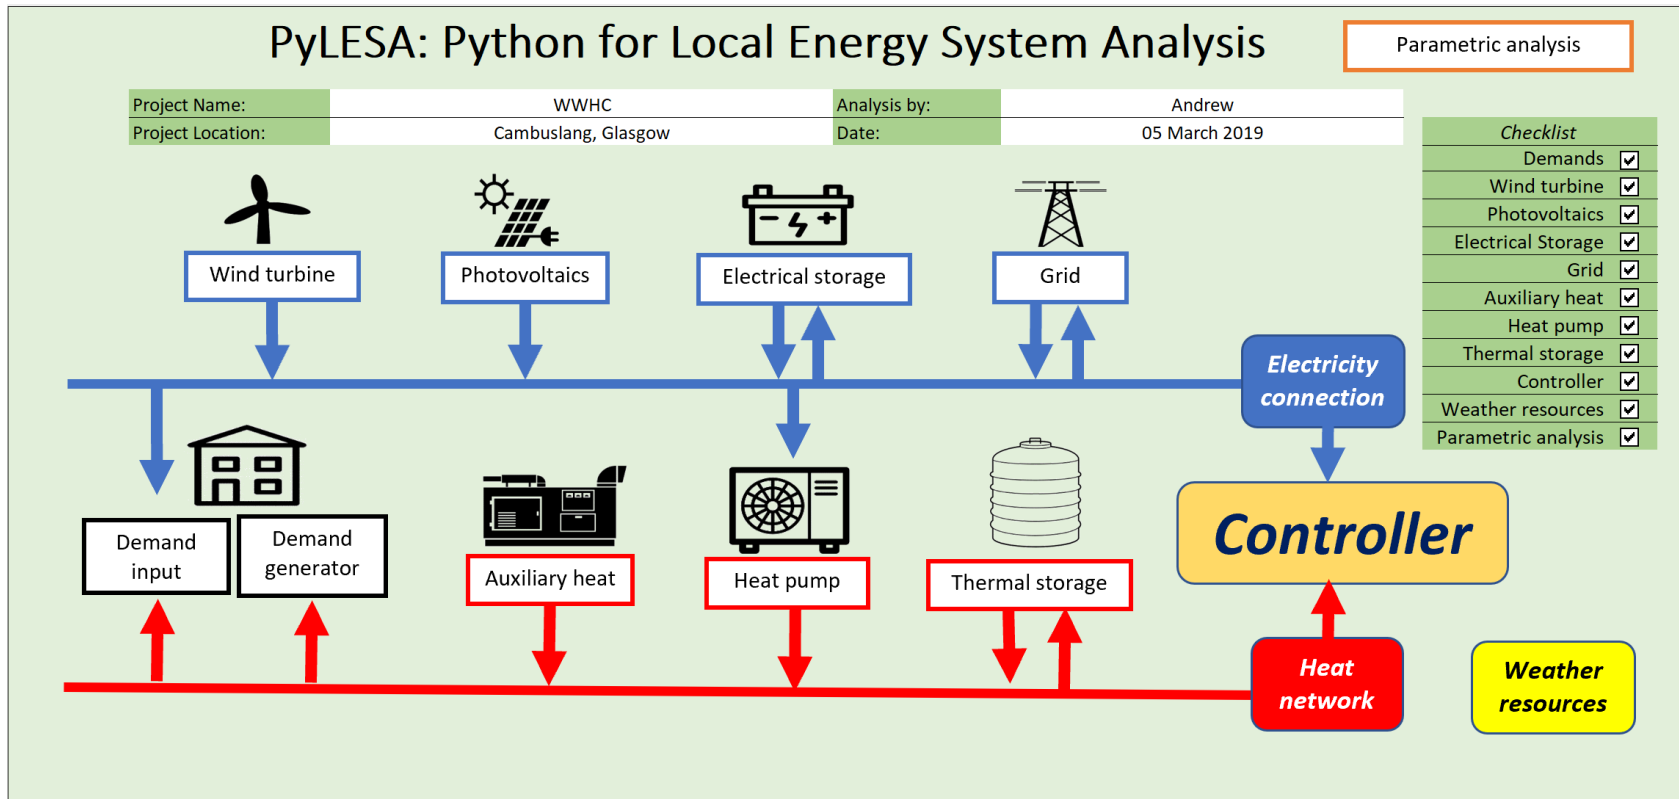 PyLESA: Python for Local Energy System Analysis
Parametric analysis
Project Name: WWHC Analysis by: Andrew
Project Location: Cambuslang, Glasgow Date: 05 March 2019
Checklist
Demands
Wind turbine
Photovoltaics
Electrical Storage
Grid
Auxiliary heat
Heat pump
Thermal storage
Controller
Weather resources
Parametric analysis
Wind turbine
Photovoltaics
Electrical storage
Grid
Electricity
connection
Demand
input
Demand
generator
Auxiliary heat
Heat pump
Thermal storage
Controller
Heat
network
Weather
resources